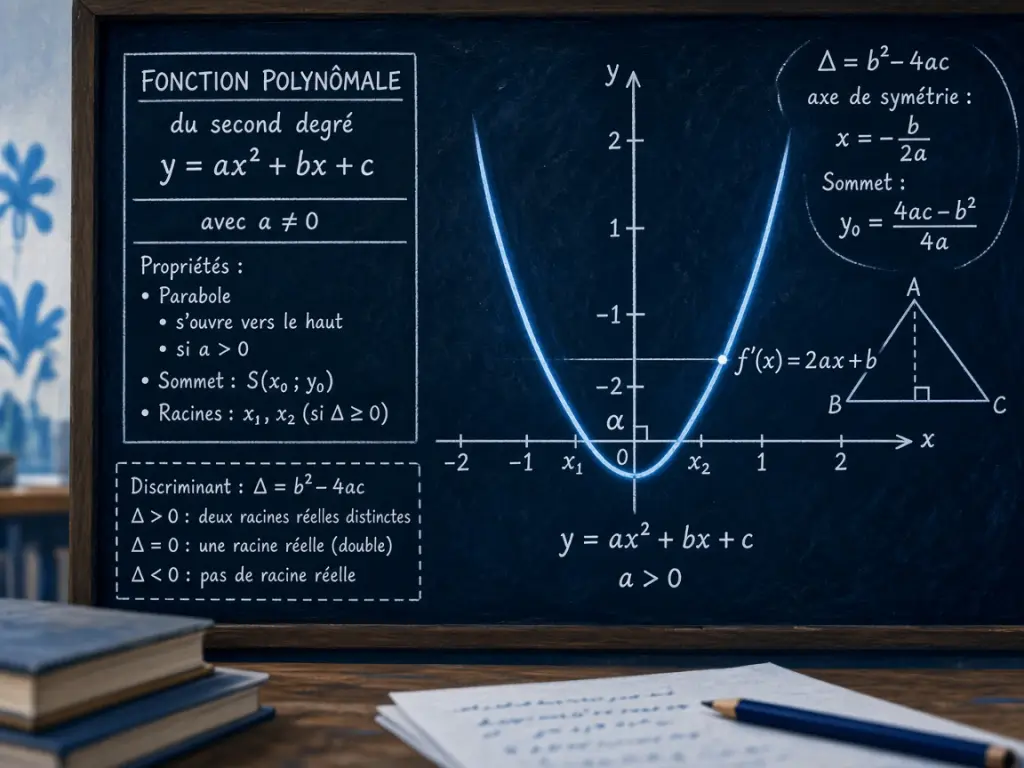 FONCTION POLYNÔMALE
du second degré
y = ax² + bx + c
avec a ≠ 0
Propriétés :
• Parabole
• s'ouvre vers le haut
• si a > 0
• Sommet : S(x₀ ; y₀)
• Racines : x₁, x₂ (si Δ ≥ 0)
Discriminant : Δ = b² – 4ac
Δ > 0 : deux racines réelles distinctes
Δ = 0 : une racine réelle (double)
Δ < 0 : pas de racine réelle
y
2
1
−1
−2
α
−2 −1 x₁ 0 x₂ 1 2 x
f'(x) = 2ax + b
y = ax² + bx + c
a > 0
Δ = b² – 4ac
axe de symétrie :
x = − b/2a
Sommet :
y₀ = (4ac – b²)/4a
A
B C